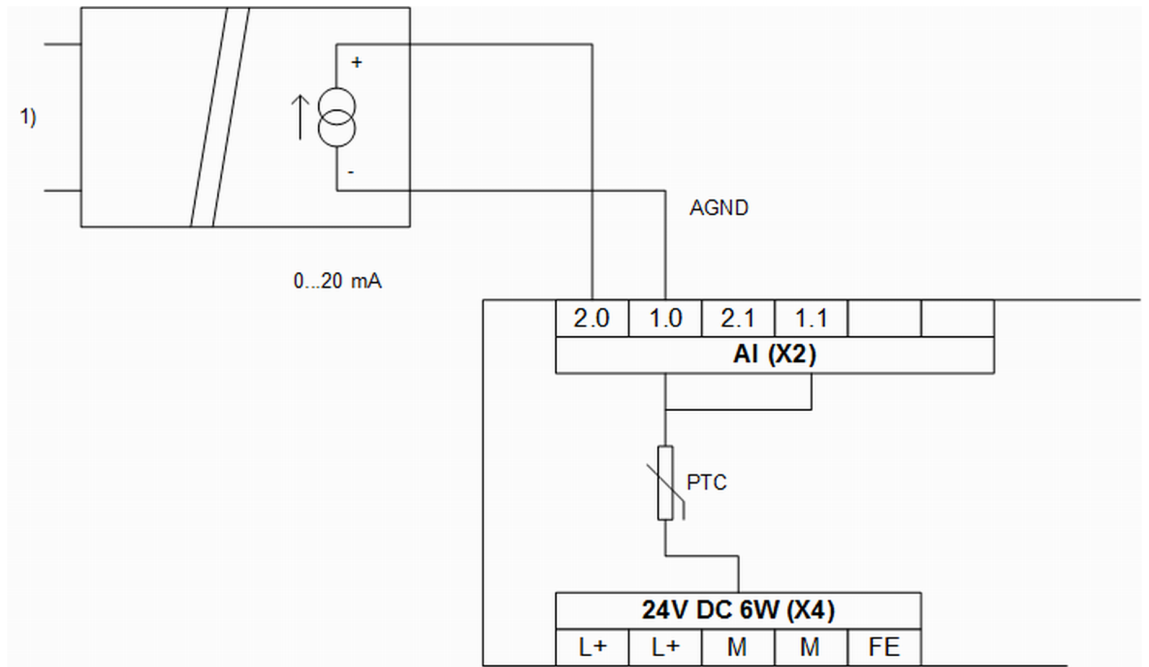 +
1)
-
AGND
0...20 mA
2.0 1.0 2.1 1.1
AI (X2)
PTC
24V DC 6W (X4)
L+ L+ M M FE